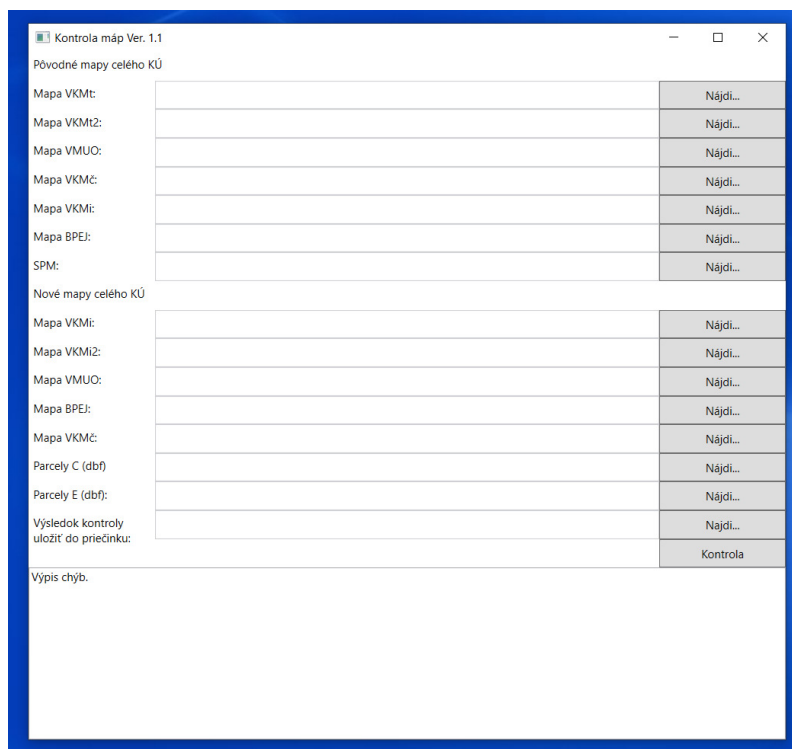 Kontrola máp Ver. 1.1
Pôvodné mapy celého KÚ
Mapa VKMt: Nájdi...
Mapa VKMt2: Nájdi...
Mapa VMUO: Nájdi...
Mapa VKMč: Nájdi...
Mapa VKMi: Nájdi...
Mapa BPEJ: Nájdi...
SPM: Nájdi...
Nové mapy celého KÚ
Mapa VKMi: Nájdi...
Mapa VKMi2: Nájdi...
Mapa VMUO: Nájdi...
Mapa BPEJ: Nájdi...
Mapa VKMč: Nájdi...
Parcely C (dbf) Nájdi...
Parcely E (dbf): Nájdi...
Výsledok kontroly Najdi...
uložiť do priečinku:
Kontrola
Výpis chýb.